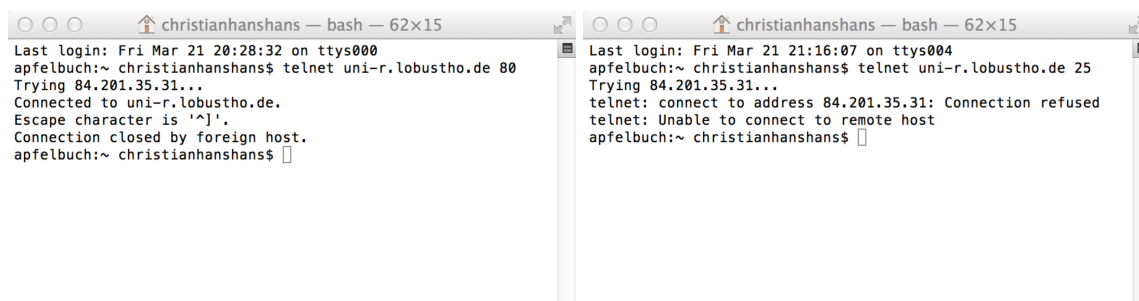 christianhanshans — bash — 62×15
Last login: Fri Mar 21 20:28:32 on ttys000
apfelbuch:~ christianhanshans$ telnet uni-r.lobustho.de 80
Trying 84.201.35.31...
Connected to uni-r.lobustho.de.
Escape character is '^]'.
Connection closed by foreign host.
apfelbuch:~ christianhanshans$
christianhanshans — bash — 62×15
Last login: Fri Mar 21 21:16:07 on ttys004
apfelbuch:~ christianhanshans$ telnet uni-r.lobustho.de 25
Trying 84.201.35.31...
telnet: connect to address 84.201.35.31: Connection refused
telnet: Unable to connect to remote host
apfelbuch:~ christianhanshans$